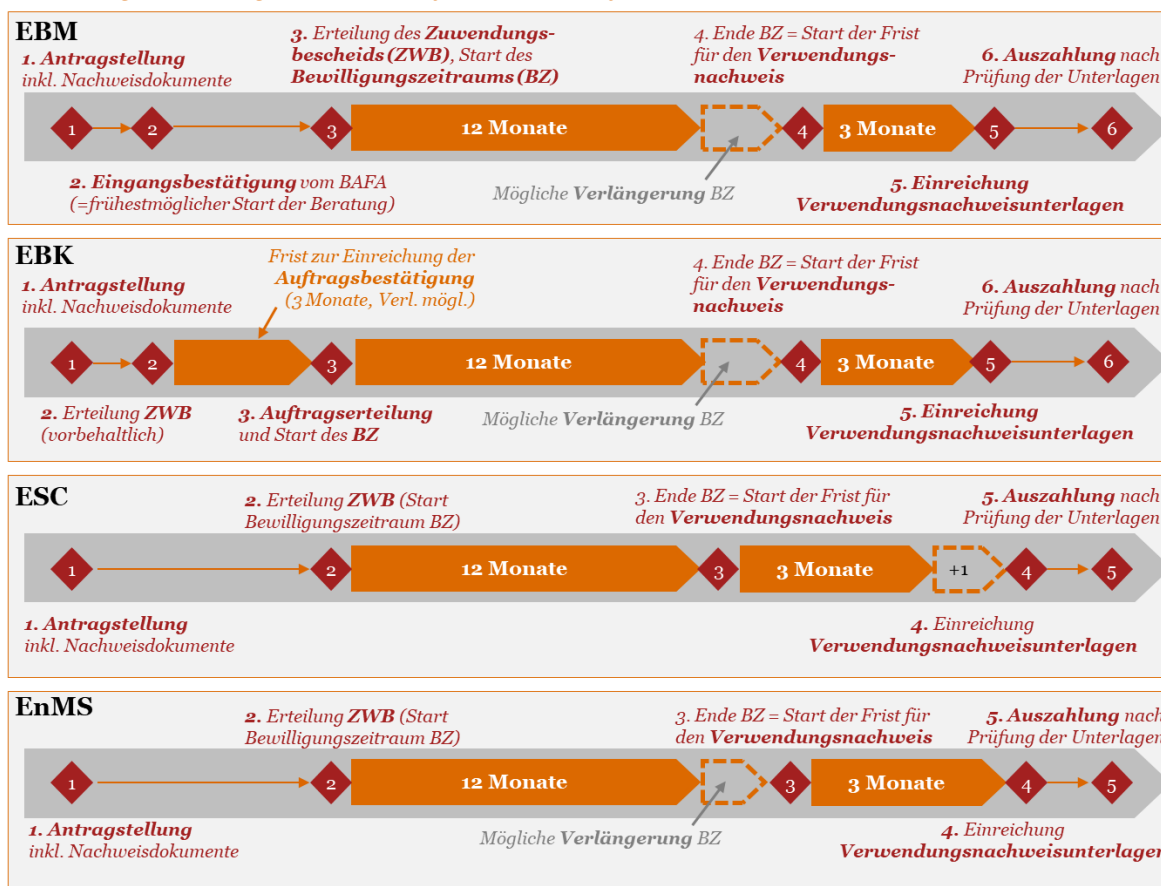 EBM
1. Antragstellung
inkl. Nachweisdokumente
3. Erteilung des Zuwendungs-
bescheids (ZWB), Start des
Bewilligungszeitraums (BZ)
4. Ende BZ = Start der Frist
für den Verwendungs-
nachweis
6. Auszahlung nach
Prüfung der Unterlagen
1
2
3
12 Monate
4
3 Monate
5
6
2. Eingangsbestätigung vom BAFA
(=frühestmöglicher Start der Beratung)
Mögliche Verlängerung BZ
5. Einreichung
Verwendungsnachweisunterlagen
EBK
1. Antragstellung
inkl. Nachweisdokumente
Frist zur Einreichung der
Auftragsbestätigung
(3 Monate, Verl. mögl.)
4. Ende BZ = Start der Frist
für den Verwendungs-
nachweis
6. Auszahlung nach
Prüfung der Unterlagen
1
2
3
12 Monate
4
3 Monate
5
6
2. Erteilung ZWB
(vorbehaltlich)
3. Auftragserteilung
und Start des BZ
Mögliche Verlängerung BZ
5. Einreichung
Verwendungsnachweisunterlagen
ESC
2. Erteilung ZWB (Start
Bewilligungszeitraum BZ)
3. Ende BZ = Start der Frist für
den Verwendungsnachweis
5. Auszahlung nach
Prüfung der Unterlagen
1
2
12 Monate
3
3 Monate
+1
4
5
1. Antragstellung
inkl. Nachweisdokumente
4. Einreichung
Verwendungsnachweisunterlagen
EnMS
2. Erteilung ZWB (Start
Bewilligungszeitraum BZ)
3. Ende BZ = Start der Frist für
den Verwendungsnachweis
5. Auszahlung nach
Prüfung der Unterlagen
1
2
12 Monate
3
3 Monate
4
5
1. Antragstellung
inkl. Nachweisdokumente
Mögliche Verlängerung BZ
4. Einreichung
Verwendungsnachweisunterlagen